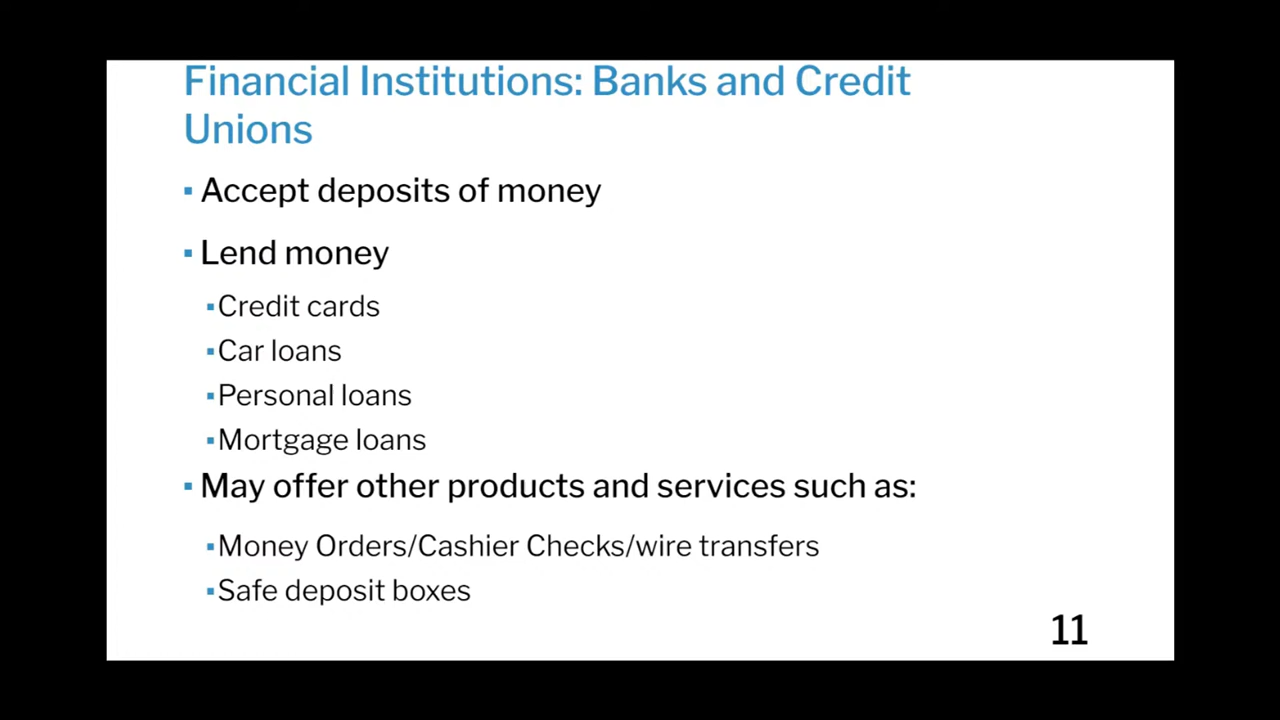 Financial Institutions: Banks and Credit
Unions
▪ Accept deposits of money
▪ Lend money
▪Credit cards
▪Car loans
▪Personal loans
▪Mortgage loans
▪ May offer other products and services such as:
▪Money Orders/Cashier Checks/wire transfers
▪Safe deposit boxes
11